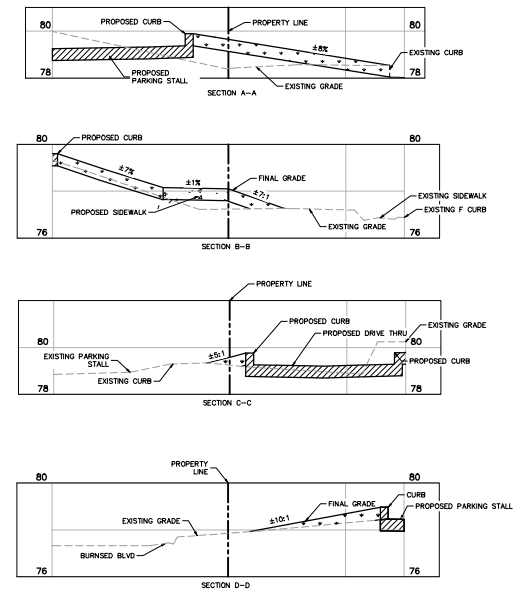 PROPOSED CURB
PROPERTY LINE
80
80
±8%
EXISTING CURB
78
PROPOSED
PARKING STALL
EXISTING GRADE
78
SECTION A-A
80
80
PROPOSED CURB
±7%
±1%
FINAL GRADE
±7:1
EXISTING SIDEWALK
PROPOSED SIDEWALK
EXISTING F CURB
EXISTING GRADE
76
76
SECTION B-B
PROPERTY LINE
PROPOSED CURB
EXISTING GRADE
PROPOSED DRIVE THRU
80
80
EXISTING PARKING
STALL
±5:1
PROPOSED CURB
EXISTING CURB
78
78
SECTION C-C
PROPERTY
LINE
80
80
CURB
FINAL GRADE
PROPOSED PARKING STALL
EXISTING GRADE
±10:1
BURNSED BLVD
76
76
SECTION D-D